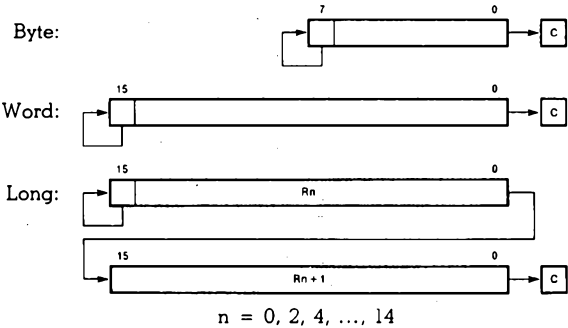 7 0
Byte: C
15 0
Word: C
15 0
Long: Rn
15 0
Rn + 1 C
n = 0, 2, 4, ..., 14